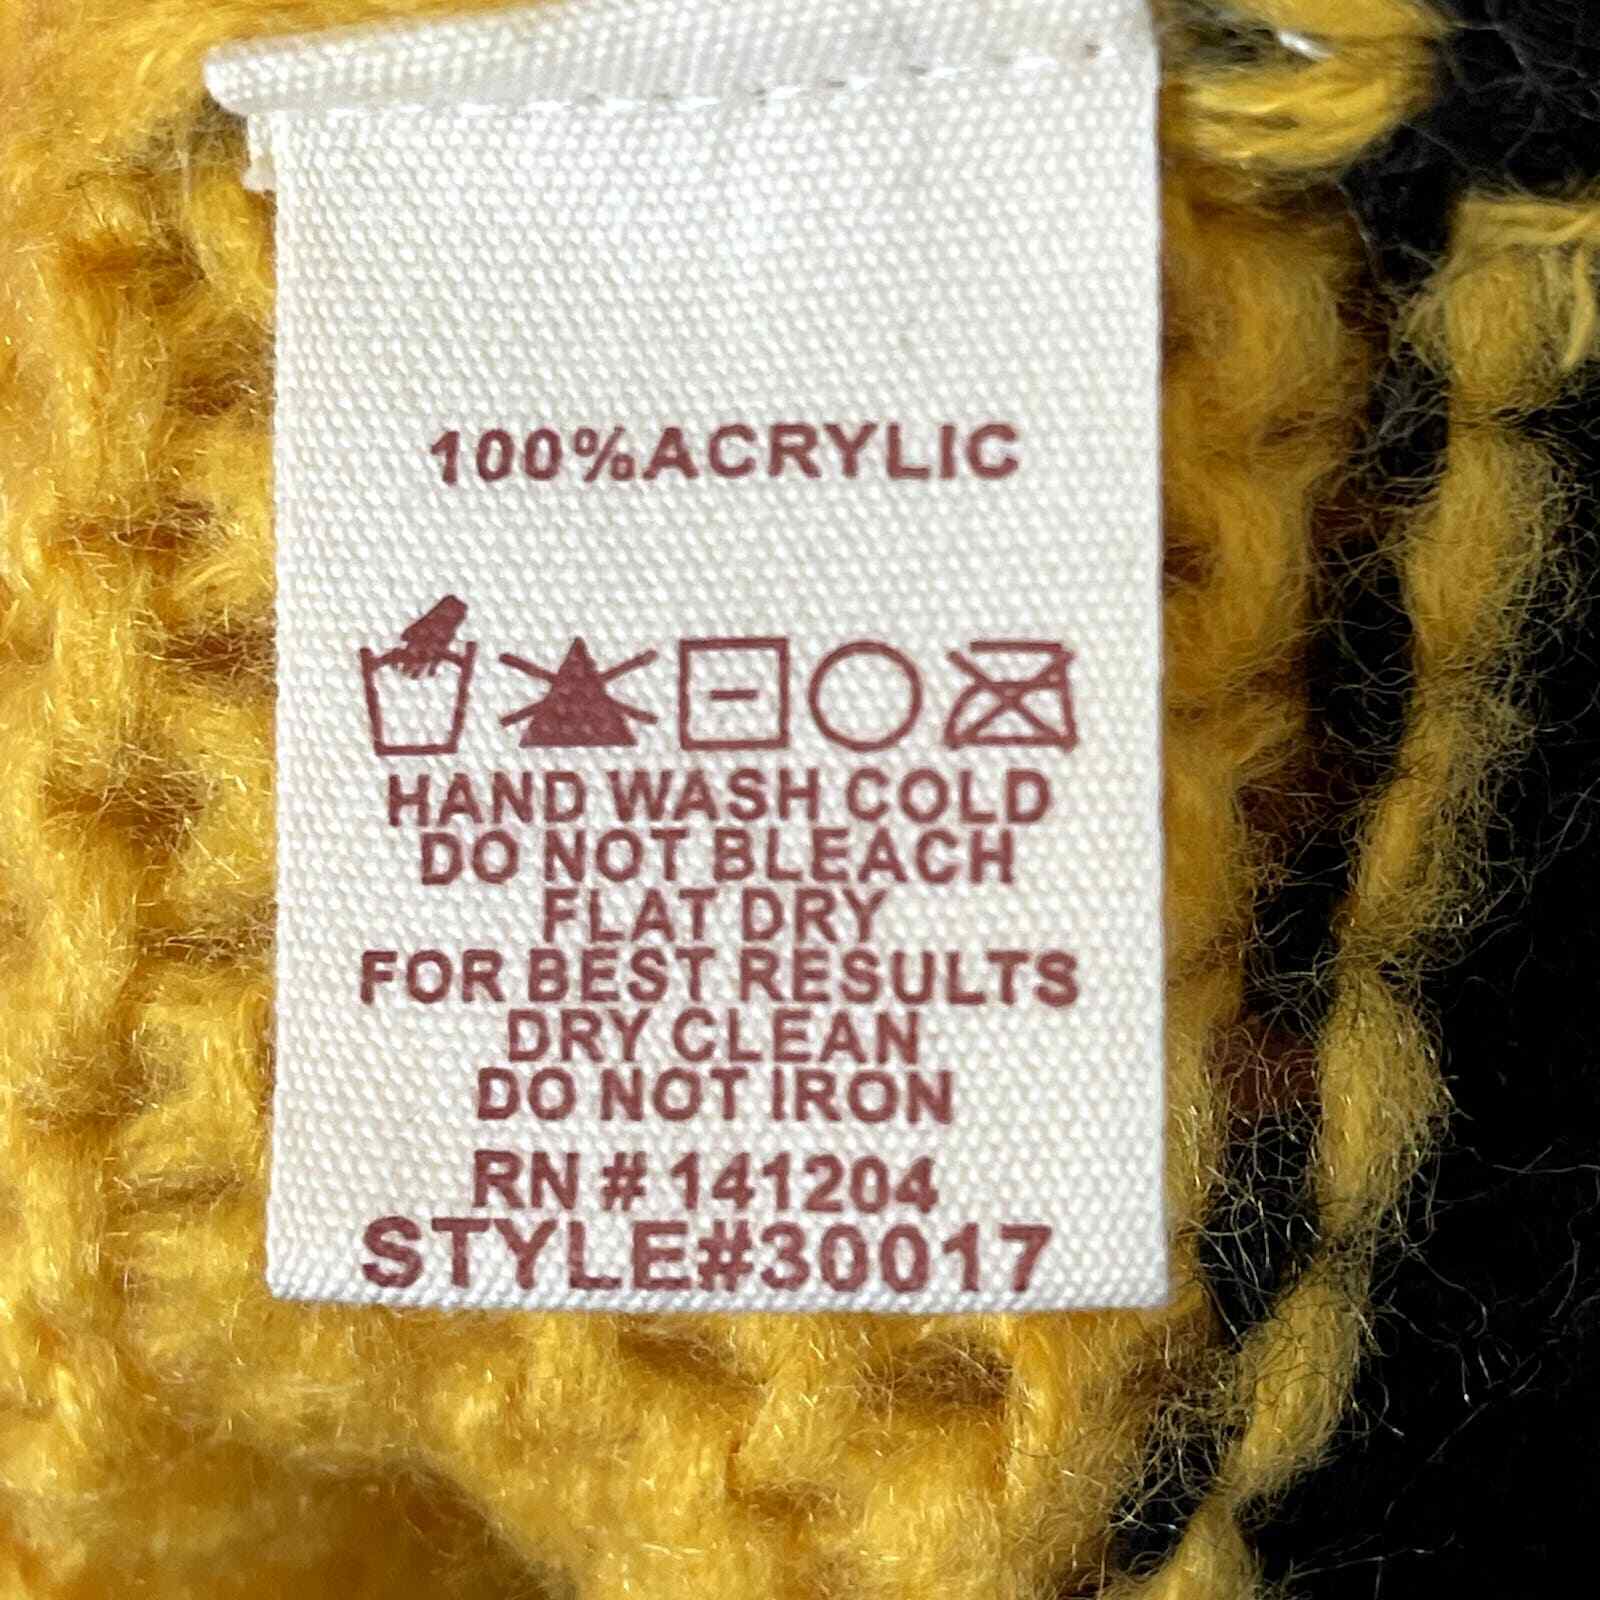 100%ACRYLIC
HAND WASH COLD
DO NOT BLEACH
FLAT DRY
FOR BEST RESULTS
DRY CLEAN
DO NOT IRON
RN # 141204
STYLE#30017